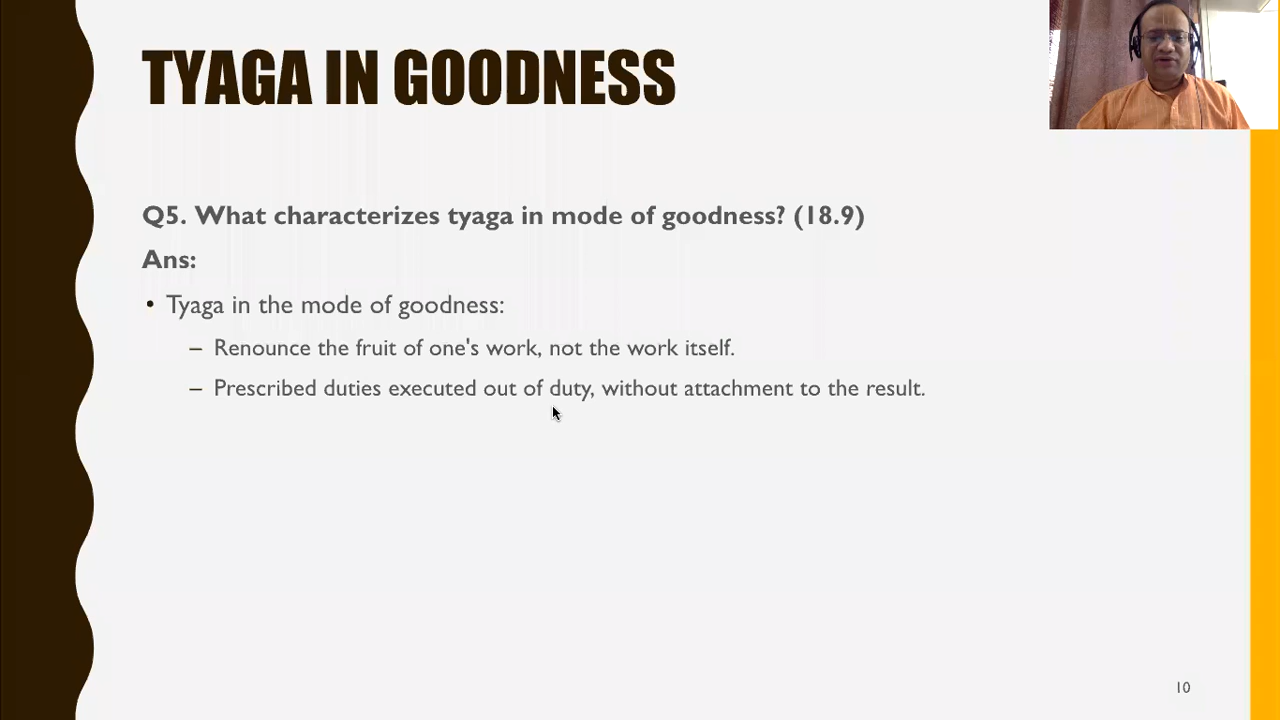 TYAGA IN GOODNESS
Q5. What characterizes tyaga in mode of goodness? (18.9)
Ans:
• Tyaga in the mode of goodness:
– Renounce the fruit of one's work, not the work itself.
– Prescribed duties executed out of duty, without attachment to the result.
10